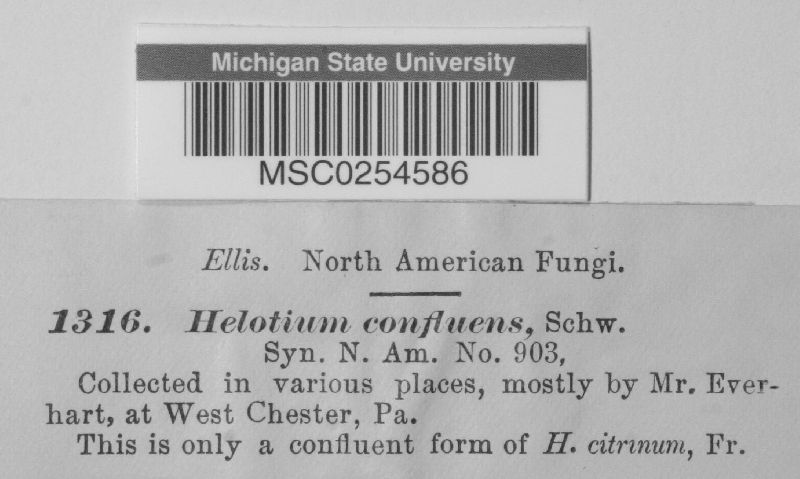 Michigan State University
MSC0254586
Ellis. North American Fungi.
1316. Helotium confluens, Schw.
Syn. N. Am. No. 903,
Collected in various places, mostly by Mr. Ever-
hart, at West Chester, Pa.
This is only a confluent form of H. citrinum, Fr.